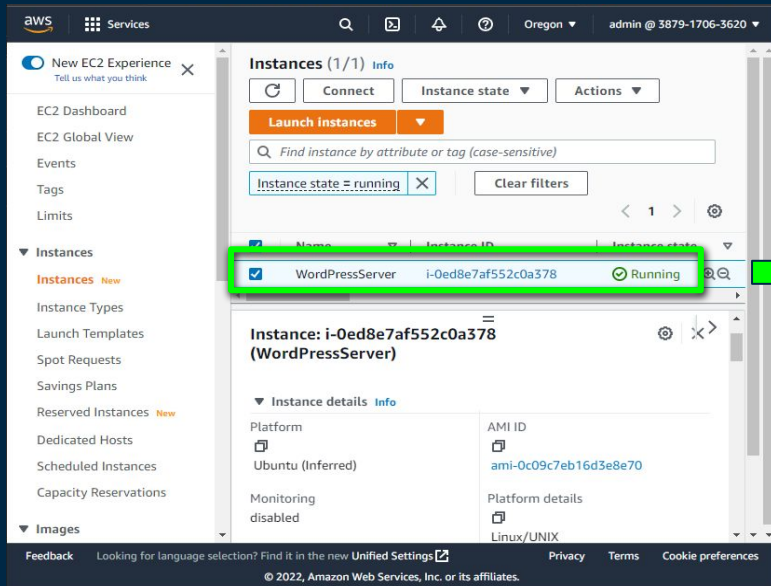 aws Services Oregon ▼ admin @ 3879-1706-3620 ▼
New EC2 Experience
Tell us what you think
EC2 Dashboard
EC2 Global View
Events
Tags
Limits
▼ Instances
Instances New
Instance Types
Launch Templates
Spot Requests
Savings Plans
Reserved Instances New
Dedicated Hosts
Scheduled Instances
Capacity Reservations
▼ Images
Instances (1/1) Info
Connect Instance state ▼ Actions ▼
Launch instances ▼
Find instance by attribute or tag (case-sensitive)
Instance state = running Clear filters
< 1 >
Name Instance ID Instance state
WordPressServer i-0ed8e7af552c0a378 Running
Instance: i-0ed8e7af552c0a378
(WordPressServer)
▼ Instance details Info
Platform
Ubuntu (Inferred)
AMI ID
ami-0c09c7eb16d3e8e70
Monitoring
disabled
Platform details
Linux/UNIX
Feedback Looking for language selection? Find it in the new Unified Settings Privacy Terms Cookie preferences
© 2022, Amazon Web Services, Inc. or its affiliates.